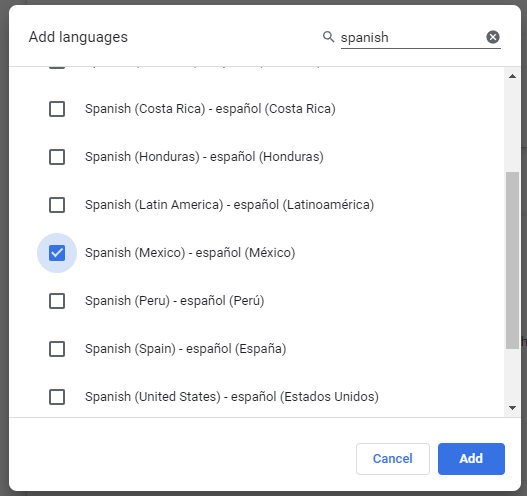 Add languages
spanish
Spanish (Costa Rica) - español (Costa Rica)
Spanish (Honduras) - español (Honduras)
Spanish (Latin America) - español (Latinoamérica)
Spanish (Mexico) - español (México)
Spanish (Peru) - español (Perú)
Spanish (Spain) - español (España)
Spanish (United States) - español (Estados Unidos)
Cancel
Add